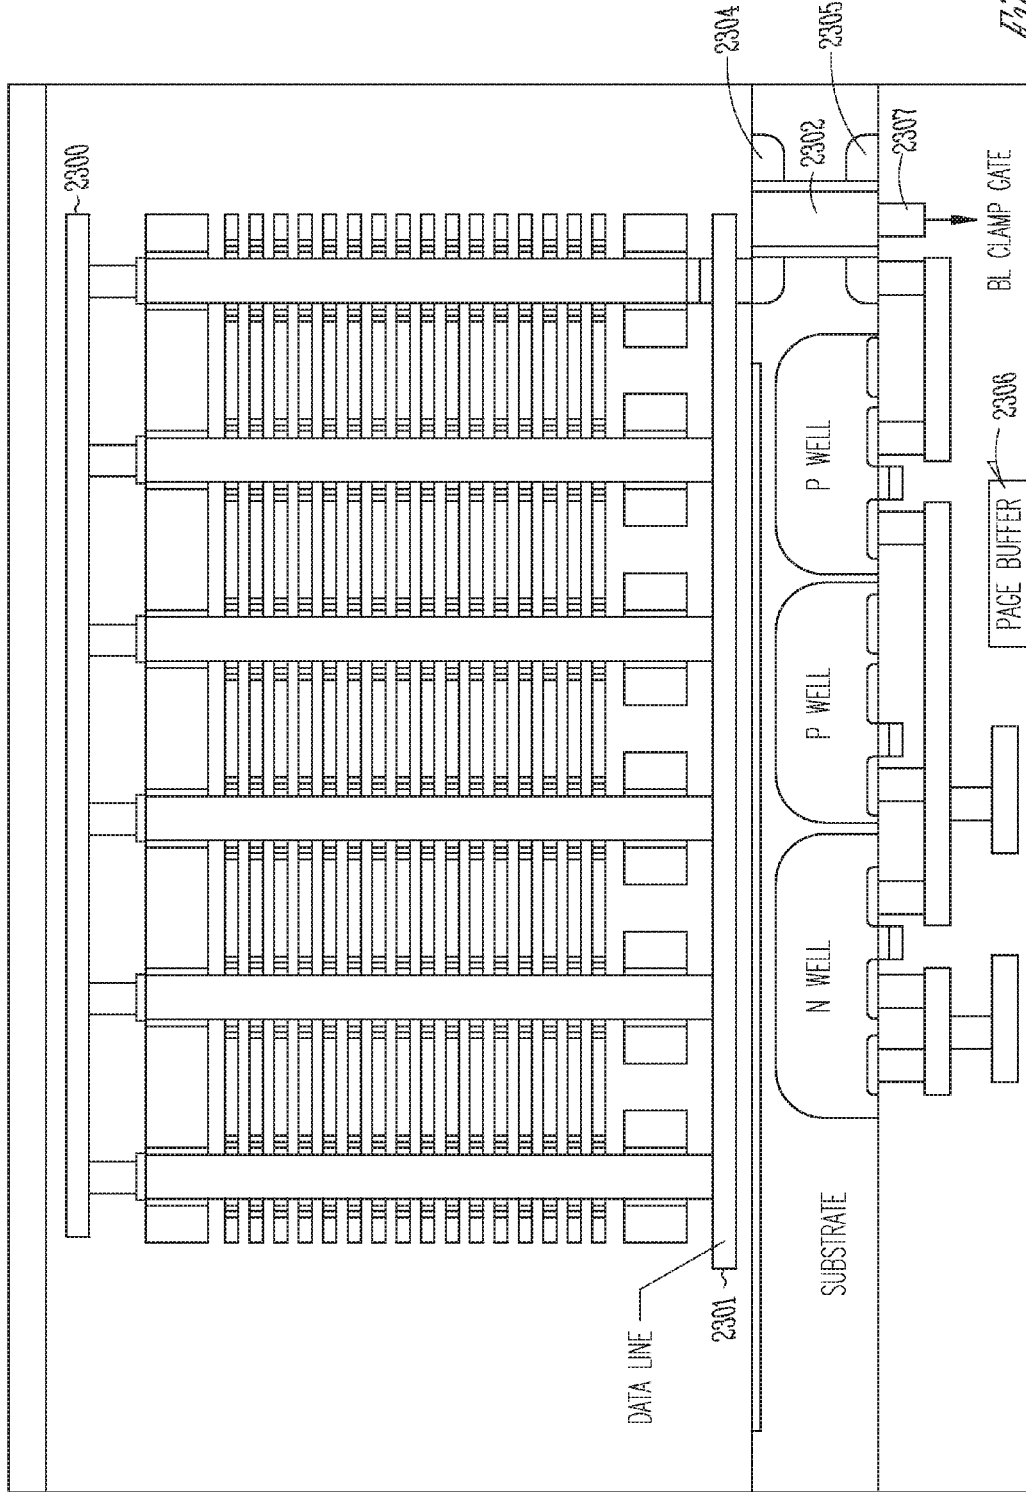 2300
2304
2305
2302
2307
BL CLAMP GATE
P WELL
P WELL
N WELL
PAGE BUFFER
2306
SUBSTRATE
DATA LINE
2301